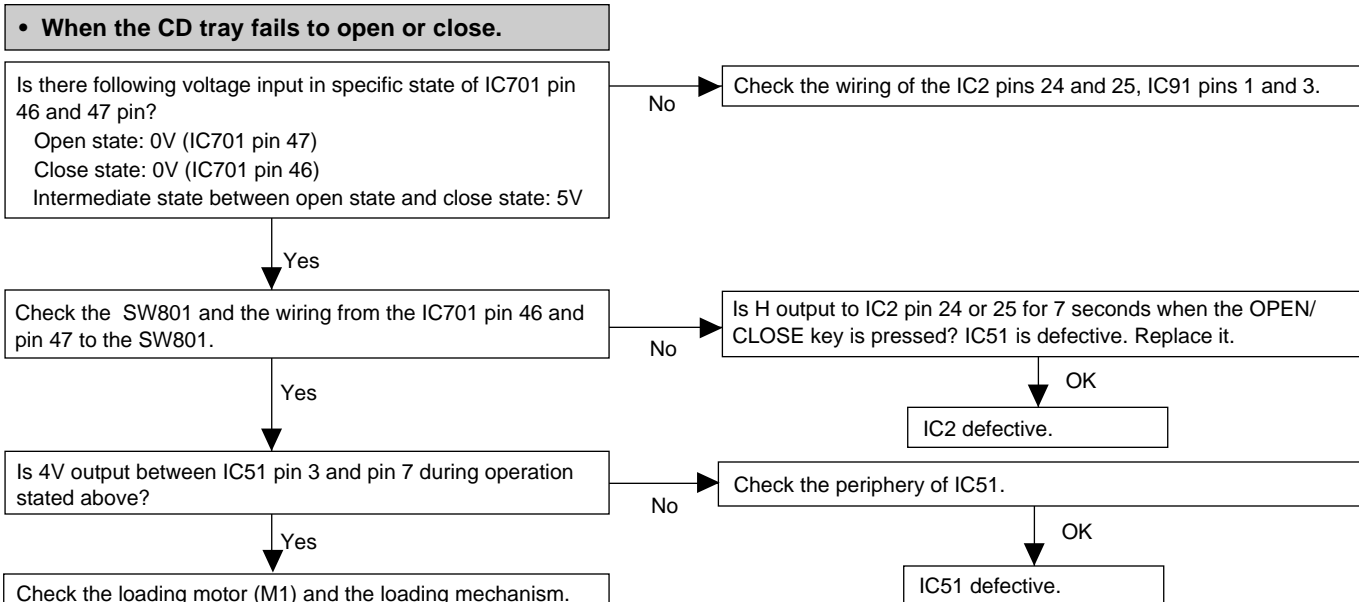 • When the CD tray fails to open or close.
Is there following voltage input in specific state of IC701 pin
46 and 47 pin?
Open state: 0V (IC701 pin 47)
Close state: 0V (IC701 pin 46)
Intermediate state between open state and close state: 5V
No
Check the wiring of the IC2 pins 24 and 25, IC91 pins 1 and 3.
Yes
Check the SW801 and the wiring from the IC701 pin 46 and
pin 47 to the SW801.
No
Is H output to IC2 pin 24 or 25 for 7 seconds when the OPEN/
CLOSE key is pressed? IC51 is defective. Replace it.
Yes
OK
IC2 defective.
Is 4V output between IC51 pin 3 and pin 7 during operation
stated above?
No
Check the periphery of IC51.
Yes
OK
Check the loading motor (M1) and the loading mechanism.
IC51 defective.